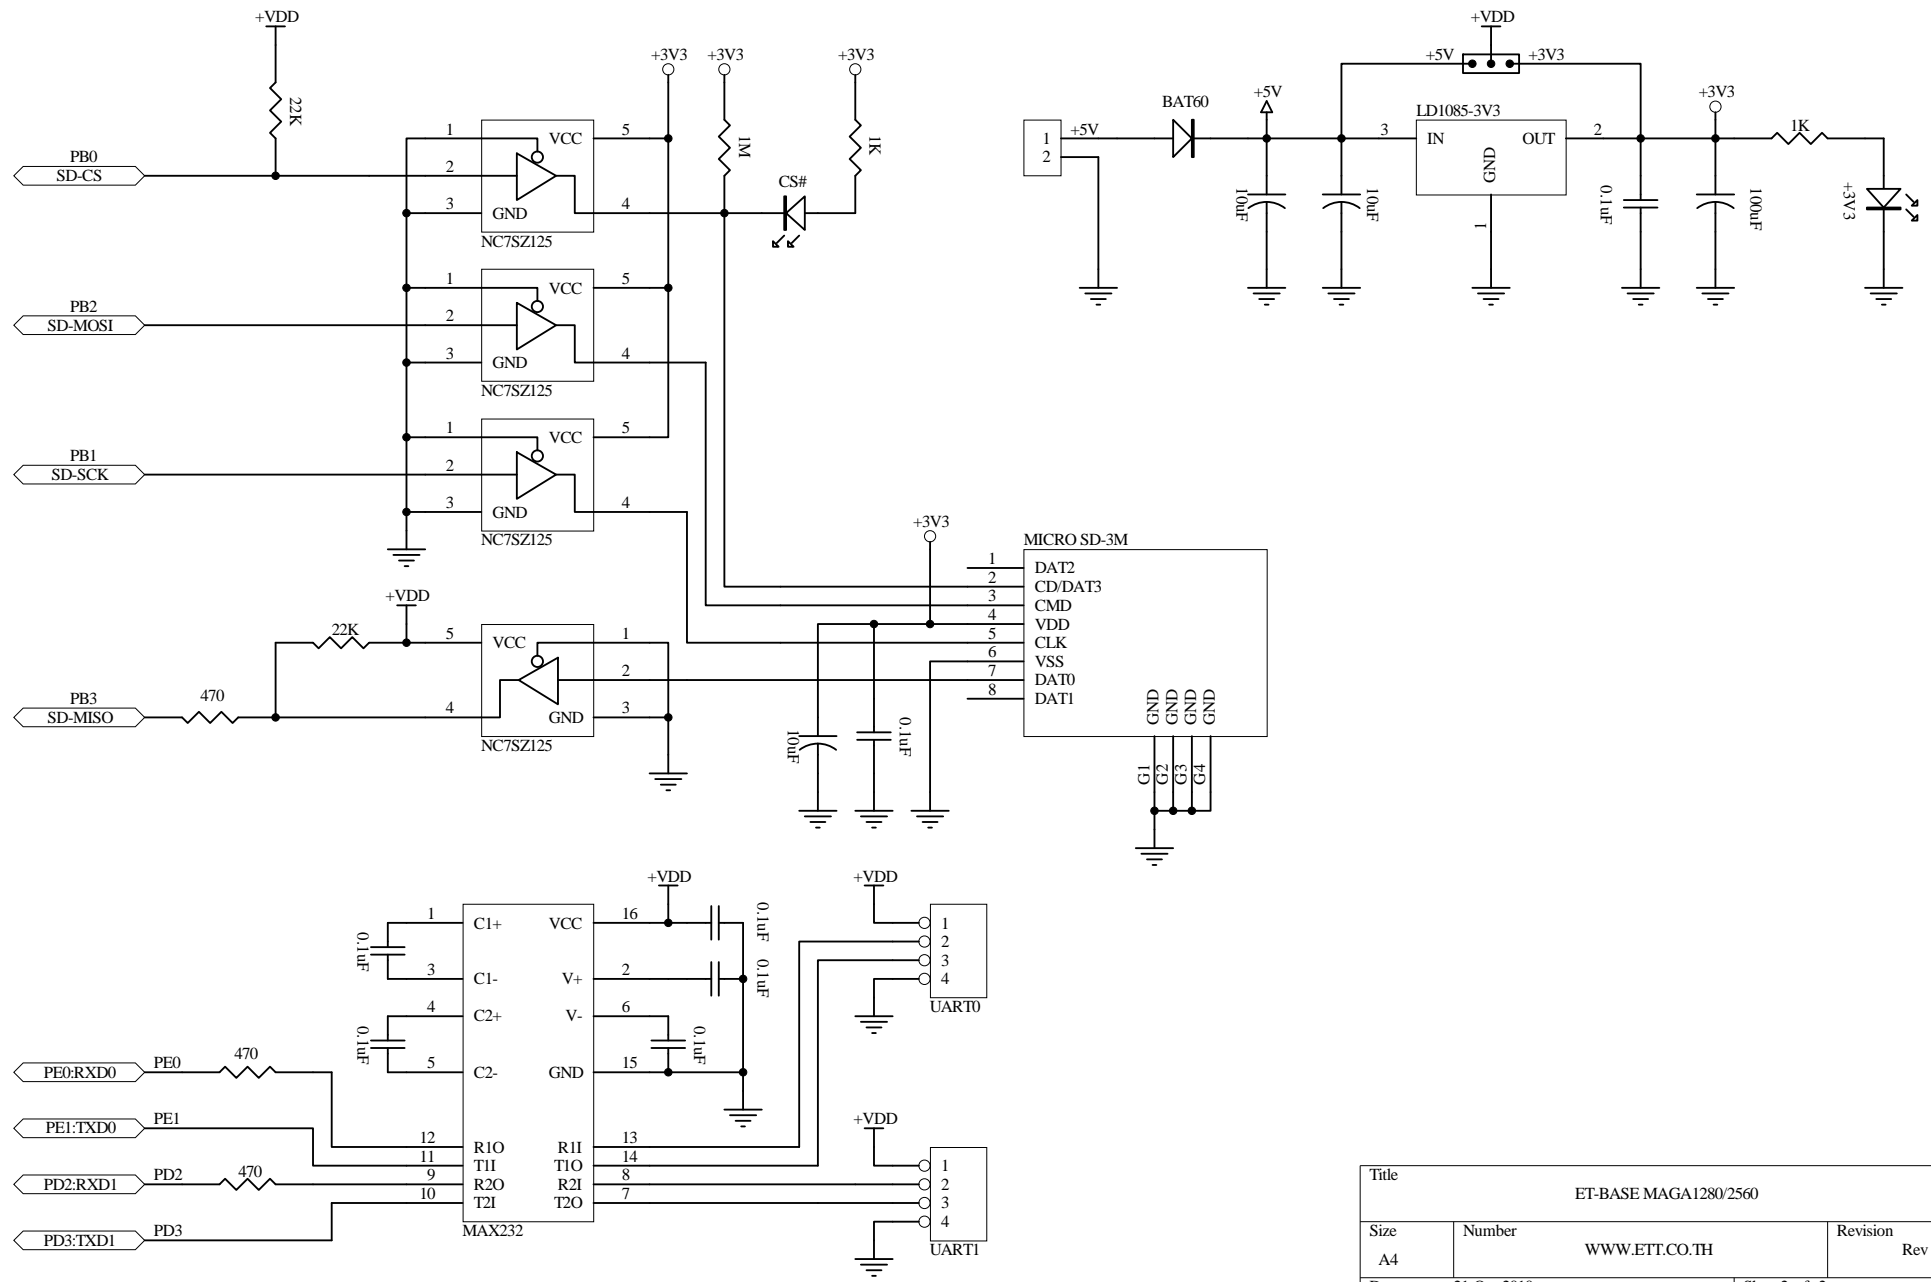 +VDD
22K
PB0
SD-CS
1
2
3
VCC
GND
5
4
NC7SZ125
+3V3
+3V3
+3V3
1M
1K
CS#
PB2
SD-MOSI
1
2
3
VCC
GND
5
4
NC7SZ125
PB1
SD-SCK
1
2
3
VCC
GND
5
4
NC7SZ125
+VDD
22K
PB3
SD-MISO
470
5
4
VCC
GND
1
2
3
NC7SZ125
+VDD
+5V
+3V3
1
2
+5V
BAT60
+5V
10uF
10uF
LD1085-3V3
3
IN
OUT
GND
2
1
0.1uF
+3V3
100uF
1K
+3V3
+3V3
10uF
0.1uF
MICRO SD-3M
1 DAT2
2 CD/DAT3
3 CMD
4 VDD
5 CLK
6 VSS
7 DAT0
8 DAT1
GND GND GND GND
G1 G2 G3 G4
+VDD
1 C1+ VCC 16
0.1uF
0.1uF
3 C1- V+ 2
0.1uF
4 C2+ V- 6
0.1uF
0.1uF
5 C2- GND 15
12 R1O R1I 13
11 T1I T1O 14
9 R2O R2I 8
10 T2I T2O 7
MAX232
PE0:RXD0 PE0 470
PE1:TXD0 PE1
PD2:RXD1 PD2 470
PD3:TXD1 PD3
+VDD
1
2
3
4
UART0
+VDD
1
2
3
4
UART1
Title
ET-BASE MAGA1280/2560
Size
A4
Number
WWW.ETT.CO.TH
Revision
Rev